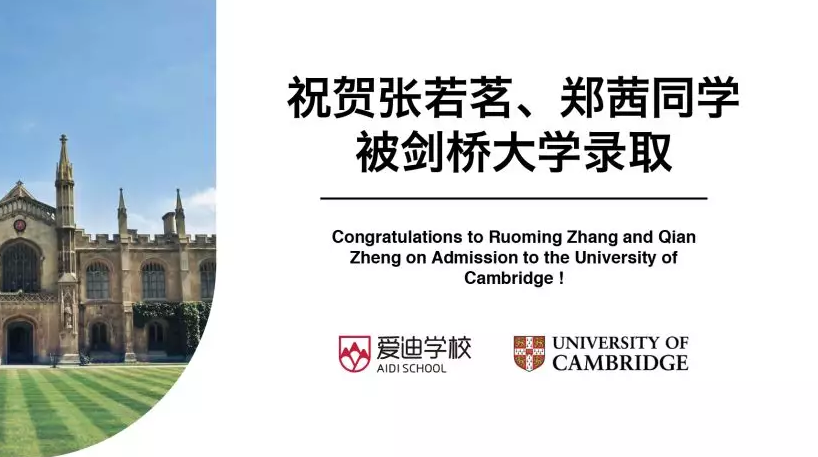 祝贺张若茗、郑茜同学
被剑桥大学录取
Congratulations to Ruoming Zhang and Qian
Zheng on Admission to the University of
Cambridge !
爱迪学校
AIDI SCHOOL
UNIVERSITY OF
CAMBRIDGE